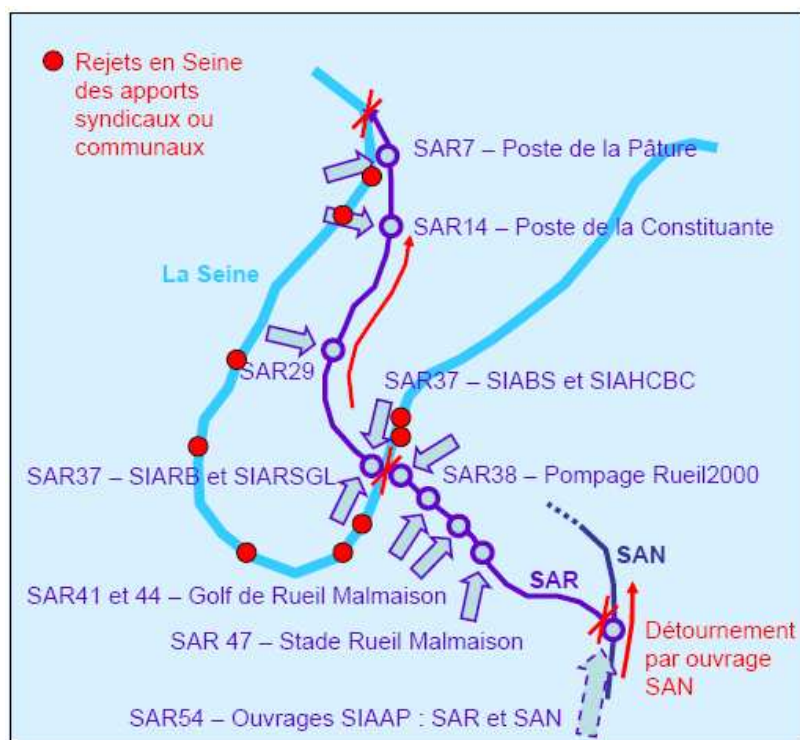 Rejets en Seine
des apports
syndicaux ou
communaux
SAR7 – Poste de la Pâture
SAR14 – Poste de la Constituante
La Seine
SAR29
SAR37 – SIABS et SIAHCBC
SAR37 – SIARB et SIARSGL
SAR38 – Pompage Rueil2000
SAN
SAR
SAR41 et 44 – Golf de Rueil Malmaison
SAR 47 – Stade Rueil Malmaison
Détournement
par ouvrage
SAN
SAR54 – Ouvrages SIAAP : SAR et SAN